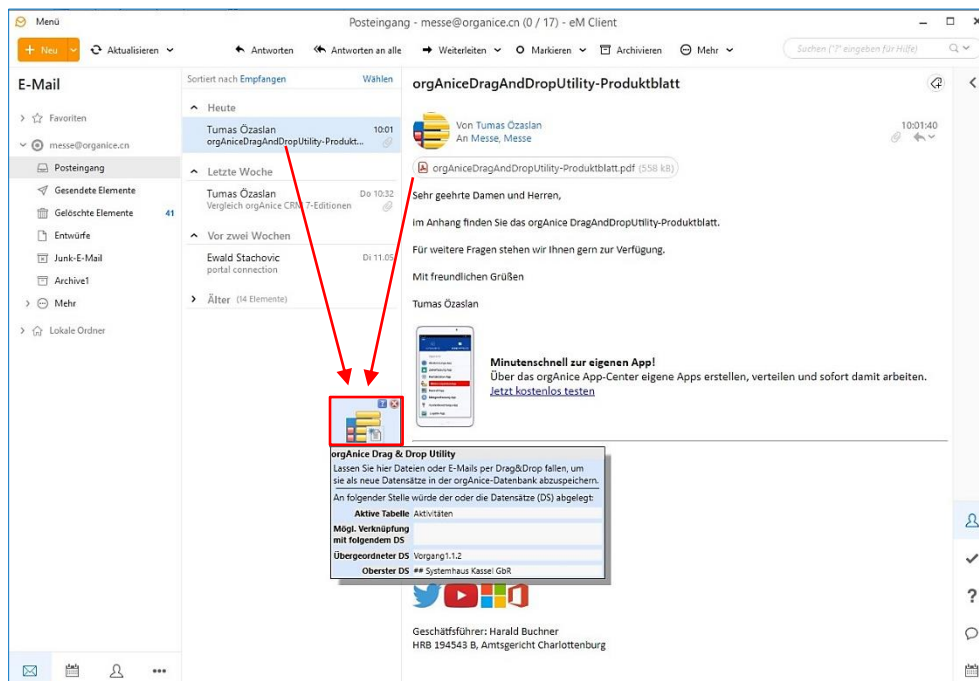 Menü
Posteingang - messe@organice.cn (0 / 17) - eM Client
+ Neu
Aktualisieren
Antworten
Antworten an alle
Weiterleiten
Markieren
Archivieren
Mehr
Suchen ("?" eingeben für Hilfe)
E-Mail
Favoriten
messe@organice.cn
Posteingang
Gesendete Elemente
Gelöschte Elemente 41
Entwürfe
Junk-E-Mail
Archive1
Mehr
Lokale Ordner
Sortiert nach Empfangen Wählen
Heute
Tumas Özaslan 10:01
orgAniceDragAndDropUtility-Produkt...
Letzte Woche
Tumas Özaslan Do 10:32
Vergleich orgAnice CRM 7-Editionen
Vor zwei Wochen
Ewald Stachovic Di 11.05
portal connection
Älter (14 Elemente)
orgAniceDragAndDropUtility-Produktblatt
Von Tumas Özaslan 10:01:40
An Messe, Messe
orgAniceDragAndDropUtility-Produktblatt.pdf (558 kB)
Sehr geehrte Damen und Herren,
im Anhang finden Sie das orgAnice DragAndDropUtility-Produktblatt.
Für weitere Fragen stehen wir Ihnen gern zur Verfügung.
Mit freundlichen Grüßen
Tumas Özaslan
Minutenschnell zur eigenen App!
Über das orgAnice App-Center eigene Apps erstellen, verteilen und sofort damit arbeiten.
Jetzt kostenlos testen
orgAnice Drag & Drop Utility
Lassen Sie hier Dateien oder E-Mails per Drag&Drop fallen, um
sie als neue Datensätze in der orgAnice-Datenbank abzuspeichern.
An folgender Stelle würde der oder die Datensätze (DS) abgelegt:
Aktive Tabelle Aktivitäten
Mögl. Verknüpfung
mit folgendem DS
Übergeordneter DS Vorgang1.1.2
Oberster DS ## Systemhaus Kassel GbR
Geschäftsführer: Harald Buchner
HRB 194543 B, Amtsgericht Charlottenburg